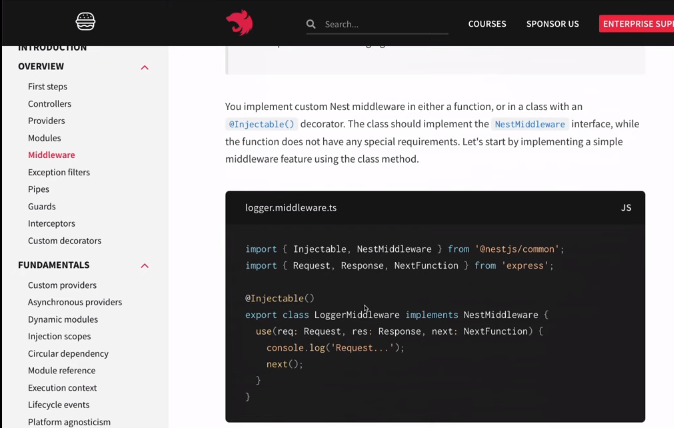 Search...
COURSES
SPONSOR US
ENTERPRISE SUP
INTRODUCTION
OVERVIEW
First steps
Controllers
Providers
Modules
Middleware
Exception filters
Pipes
Guards
Interceptors
Custom decorators
FUNDAMENTALS
Custom providers
Asynchronous providers
Dynamic modules
Injection scopes
Circular dependency
Module reference
Execution context
Lifecycle events
Platform agnosticism
You implement custom Nest middleware in either a function, or in a class with an
@Injectable() decorator. The class should implement the NestMiddleware interface, while
the function does not have any special requirements. Let's start by implementing a simple
middleware feature using the class method.
logger.middleware.ts
JS
import { Injectable, NestMiddleware } from '@nestjs/common';
import { Request, Response, NextFunction } from 'express';
@Injectable()
export class LoggerMiddleware implements NestMiddleware {
use(req: Request, res: Response, next: NextFunction) {
console.log('Request...');
next();
}
}